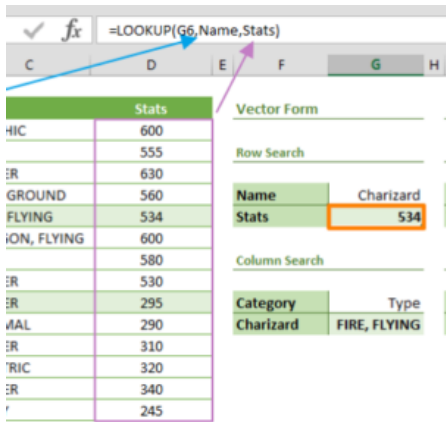 fx =LOOKUP(G6,Name,Stats)
C D E F G H
Stats Vector Form
HIC 600
555 Row Search
ER 630
GROUND 560 Name Charizard
FLYING 534 Stats 534
SON, FLYING 600
580 Column Search
ER 530
ER 295 Category Type
MAL 290 Charizard FIRE, FLYING
ER 310
TRIC 320
ER 340
245